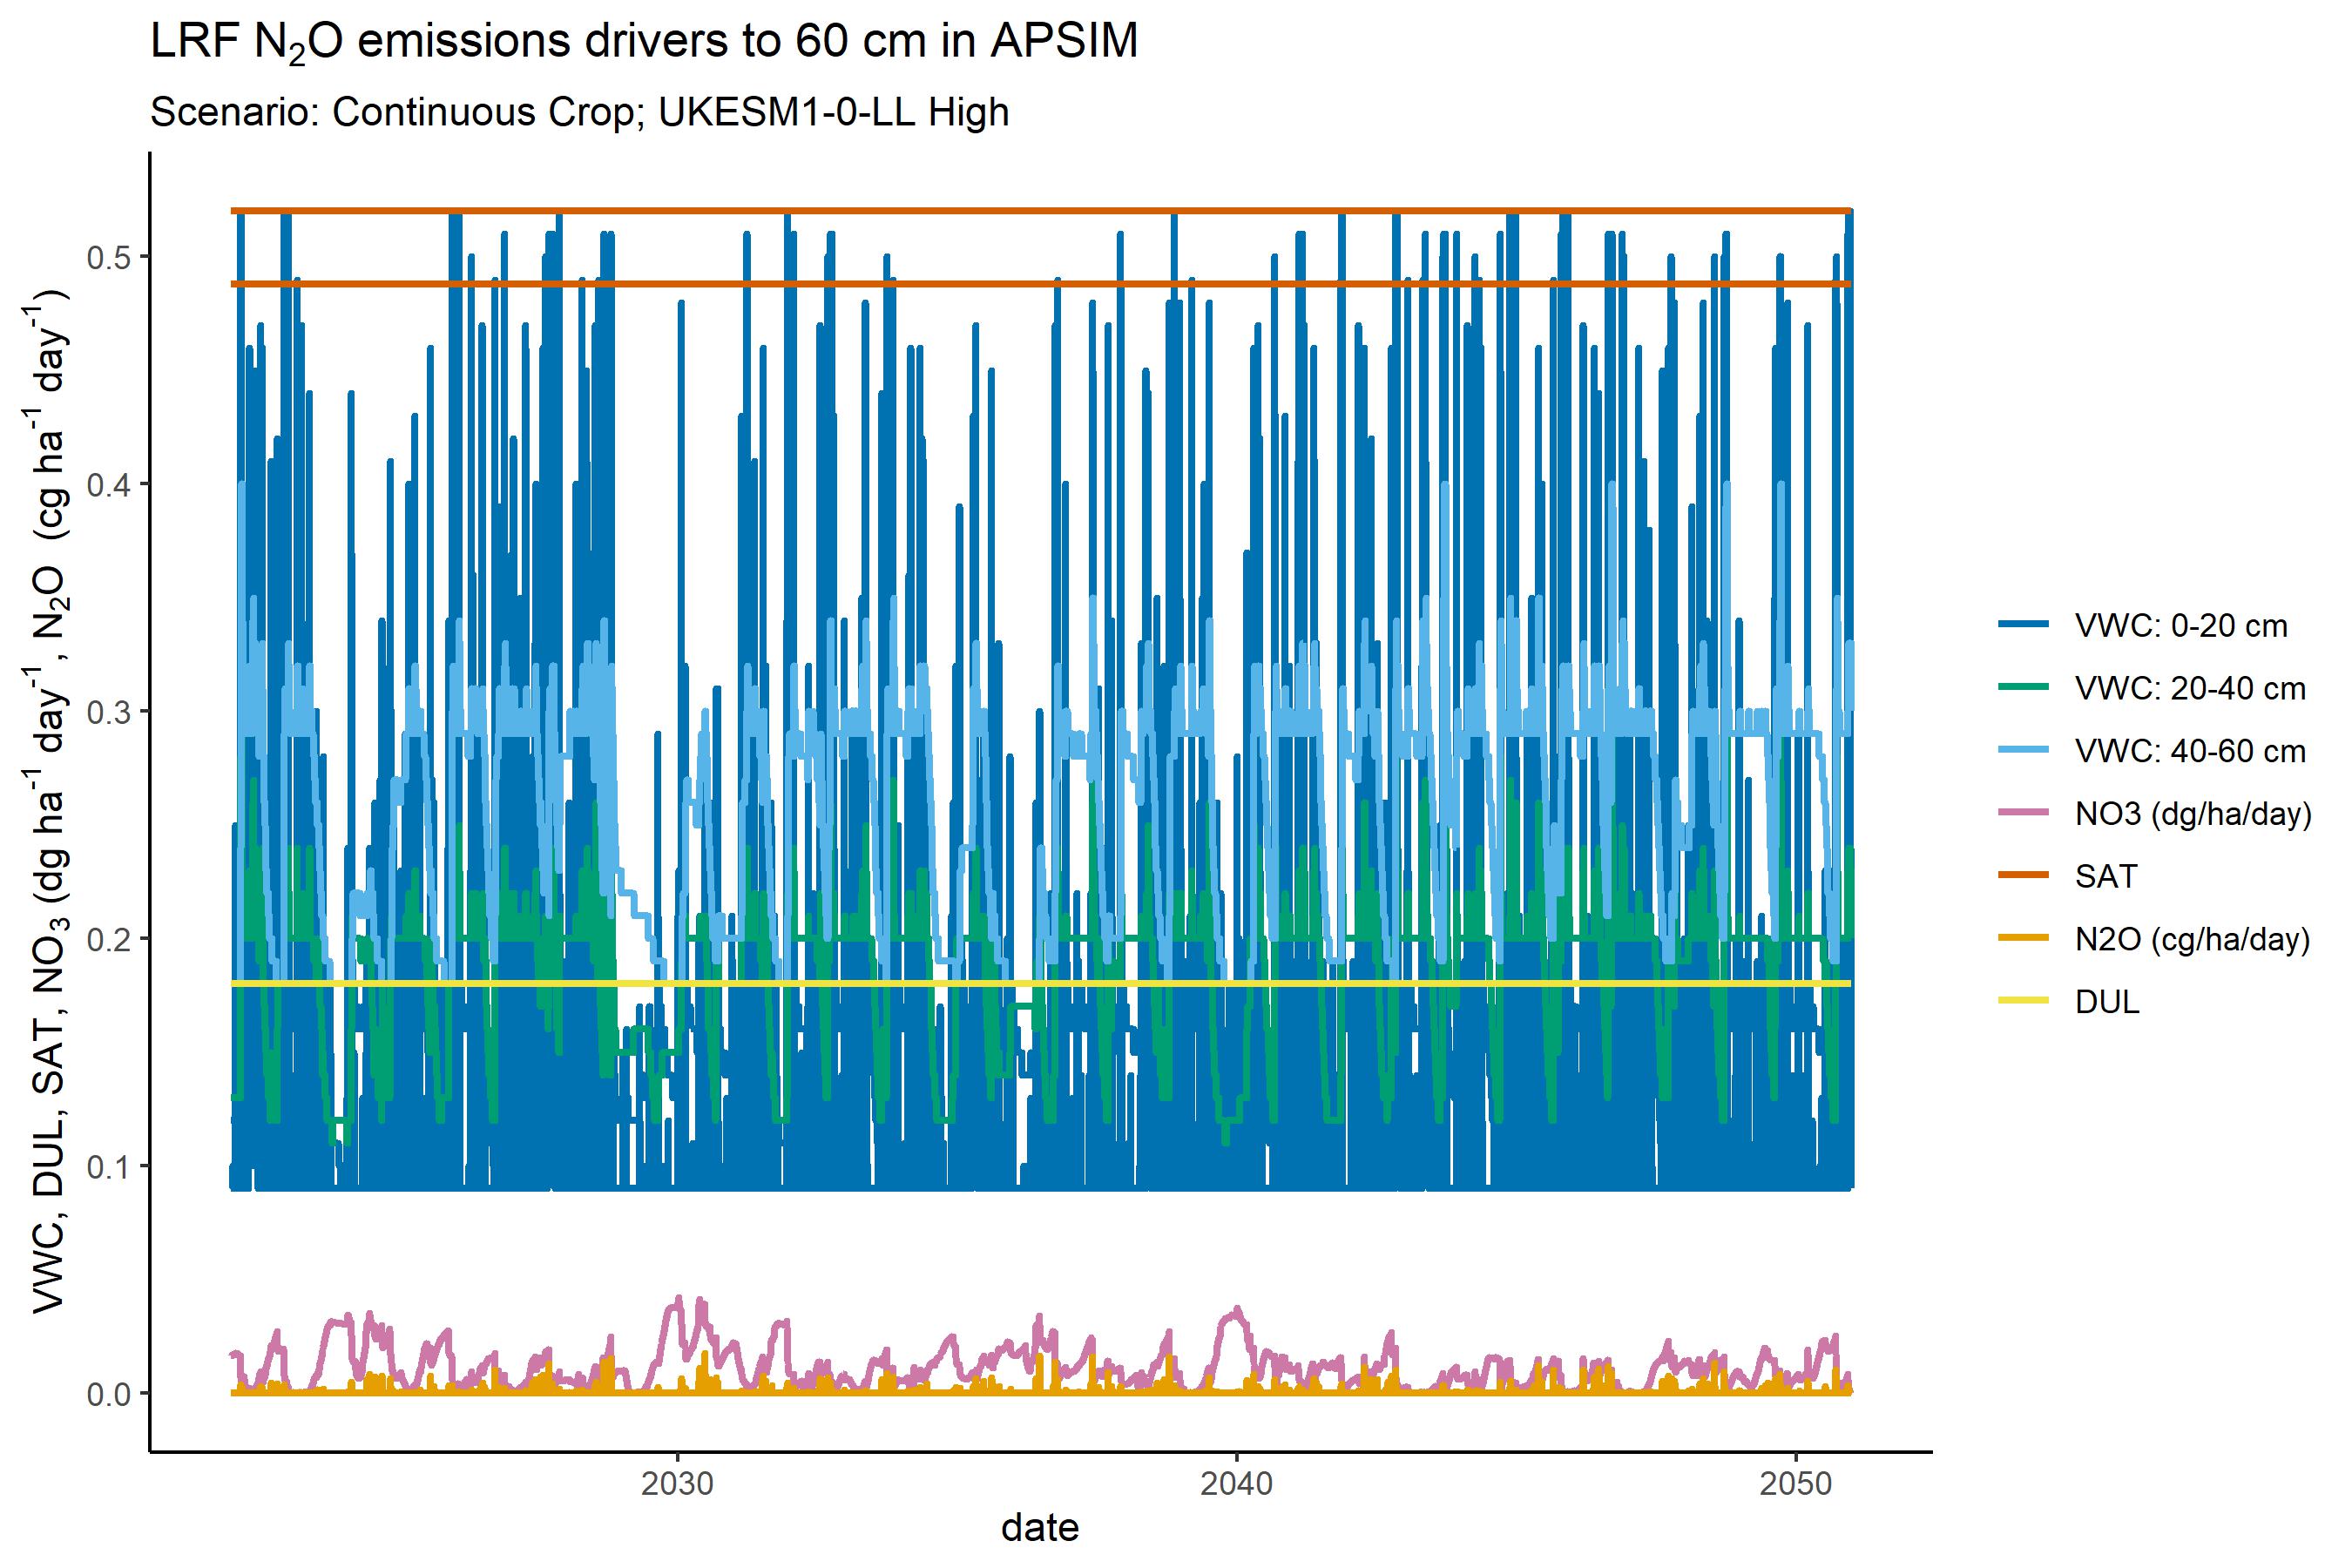 LRF N₂O emissions drivers to 60 cm in APSIM
Scenario: Continuous Crop; UKESM1-0-LL High
VWC, DUL, SAT, NO₃ (dg ha⁻¹ day⁻¹, N₂O (cg ha⁻¹ day⁻¹)
0.5
0.4
0.3
0.2
0.1
0.0
2030
2040
2050
date
VWC: 0-20 cm
VWC: 20-40 cm
VWC: 40-60 cm
NO3 (dg/ha/day)
SAT
N2O (cg/ha/day)
DUL